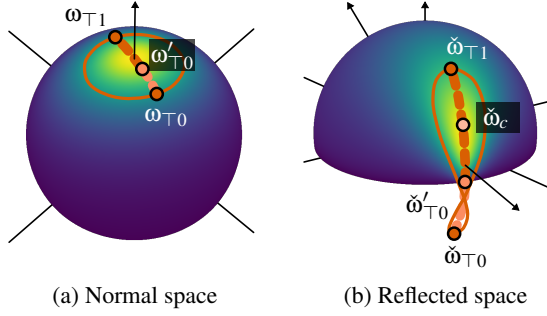 ω⊤1
ω′⊤0
ω⊤0
ω̌⊤1
ω̌c
ω̌′⊤0
ω̌⊤0
(a) Normal space
(b) Reflected space